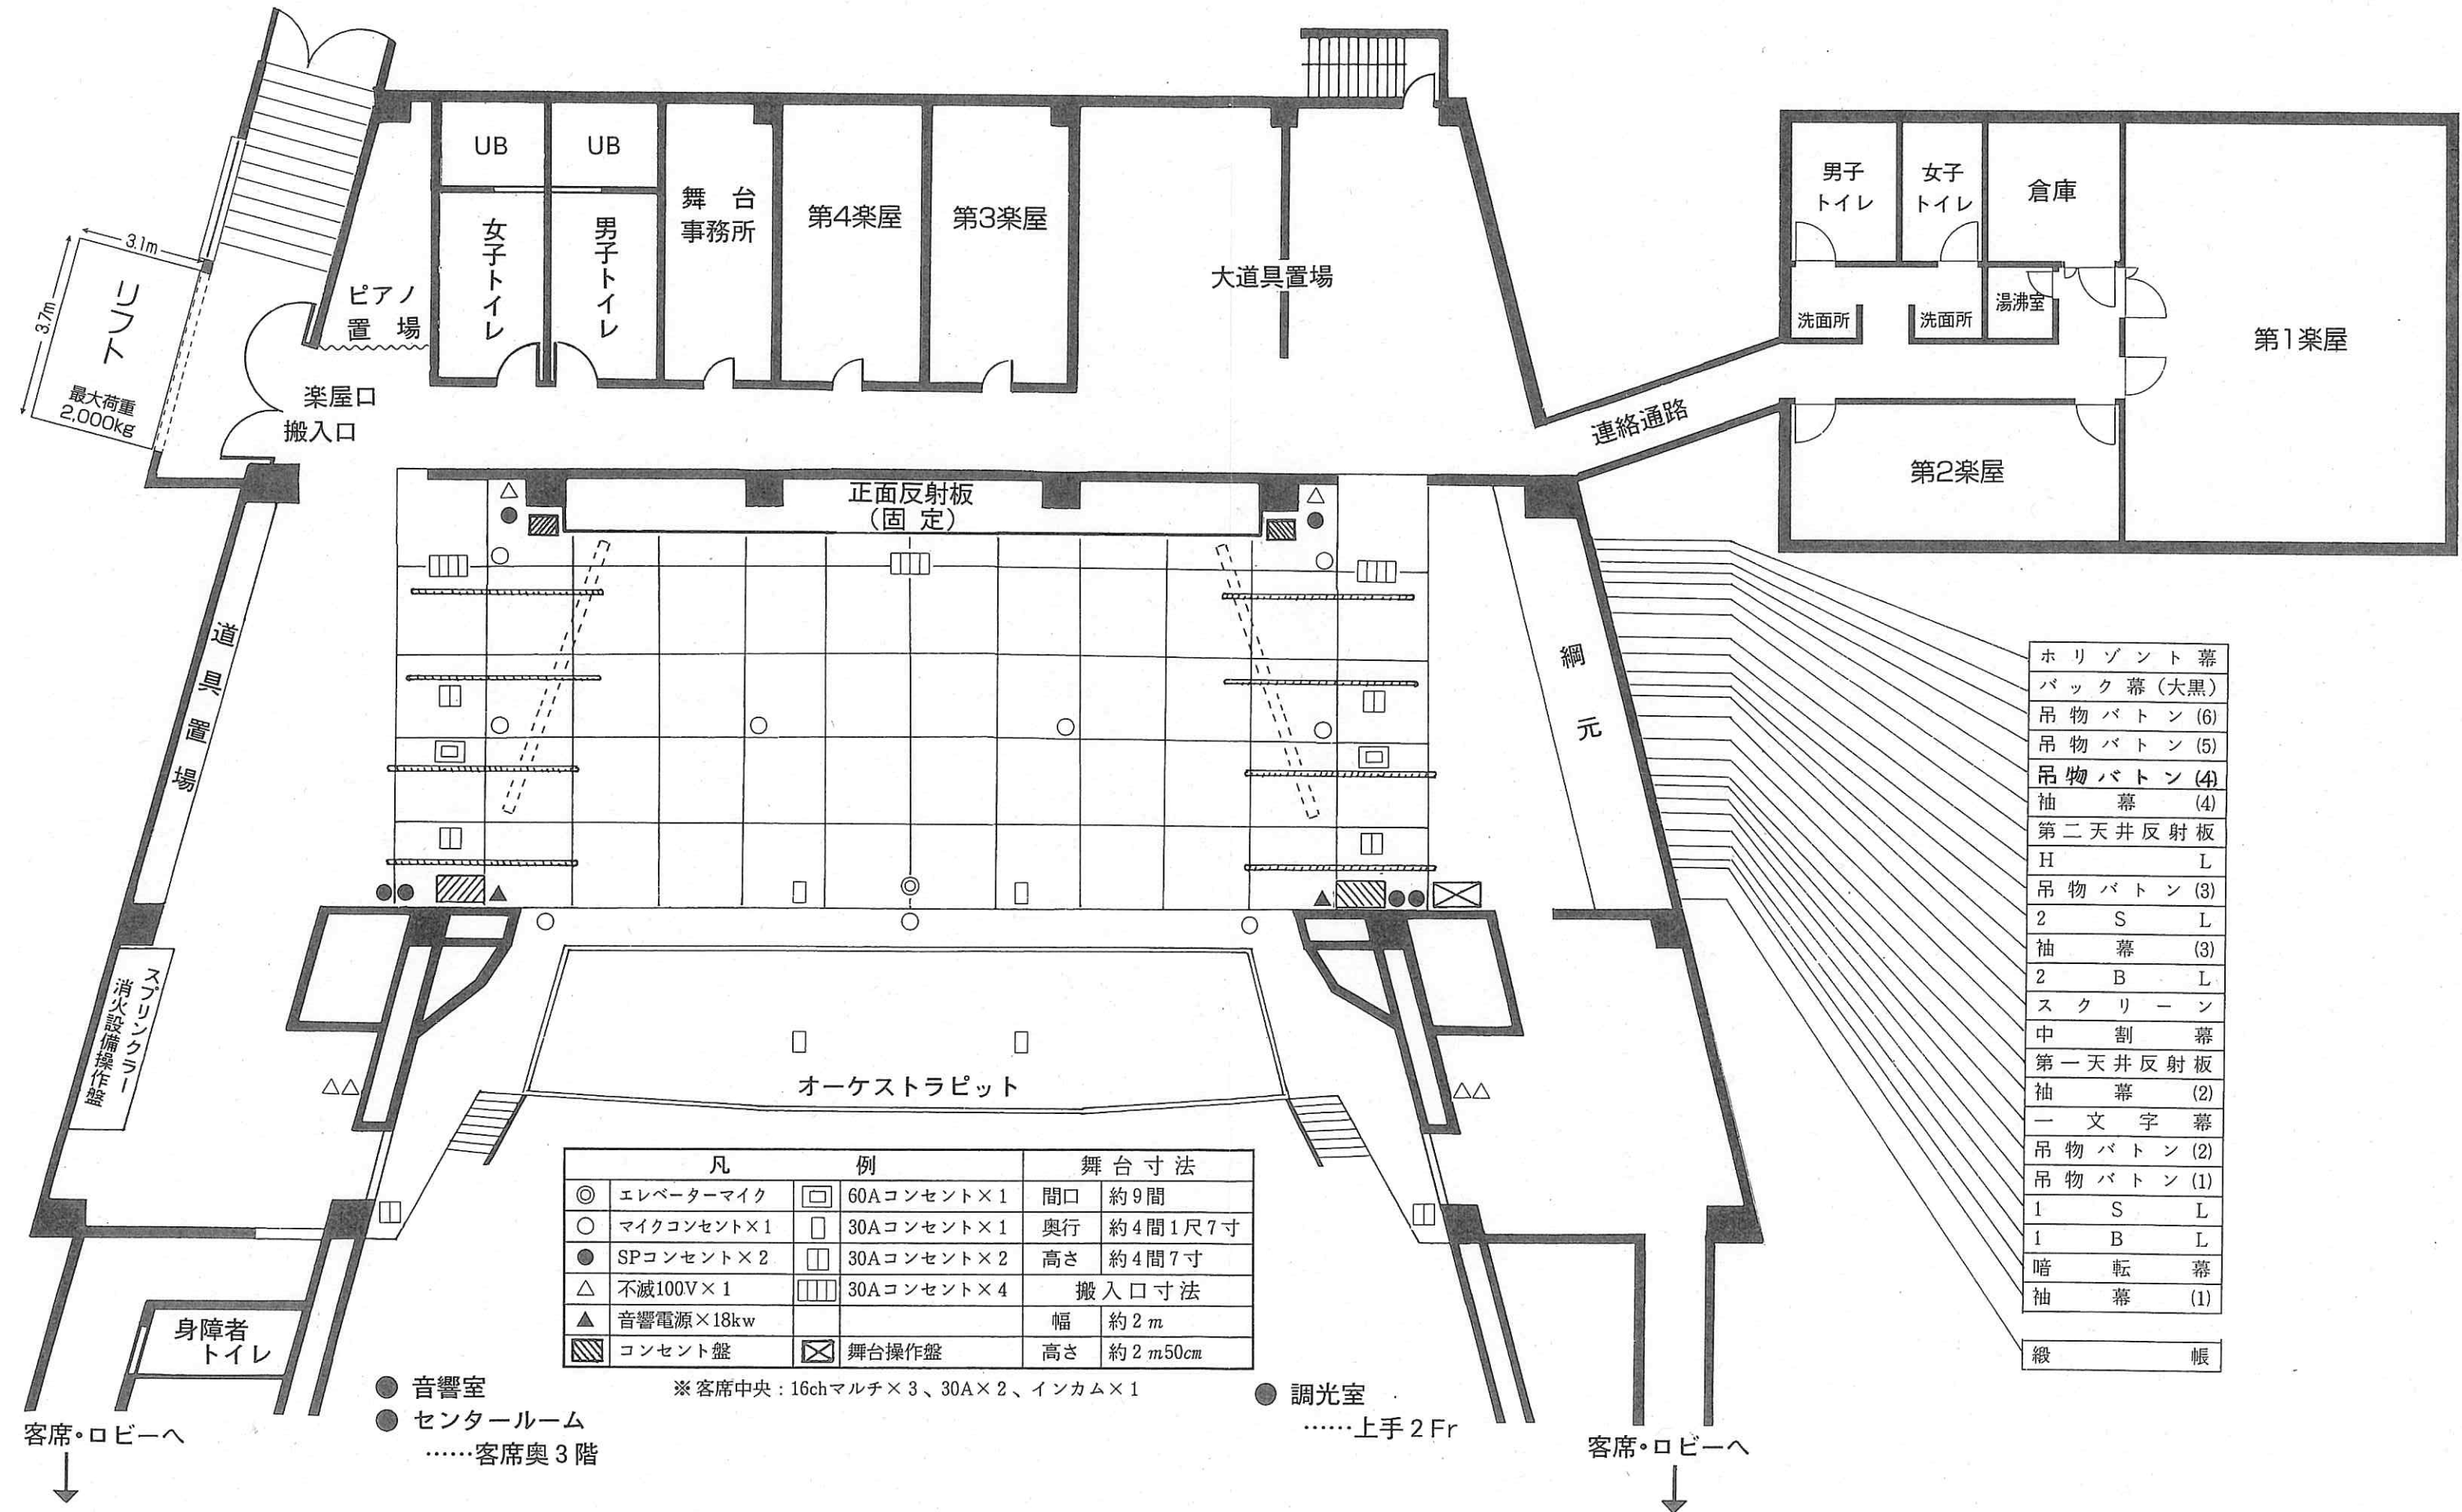 UB
UB
舞 台
事務所
第4楽屋
第3楽屋
女子トイレ
男子トイレ
大道具置場
ピアノ
置 場
3.1m
3.7m
リフト
最大荷重
2,000kg
楽屋口
搬入口
男子
トイレ
女子
トイレ
倉庫
洗面所
洗面所
湯沸室
第1楽屋
第2楽屋
連絡通路
正面反射板
(固 定)
道具置場
綱元
スプリンクラー
消火設備操作盤
オーケストラピット
ホリゾント幕
バック幕(大黒)
吊物バトン(6)
吊物バトン(5)
吊物バトン(4)
袖幕(4)
第二天井反射板
H L
吊物バトン(3)
2 S L
袖幕(3)
2 B L
スクリーン
中割幕
第一天井反射板
袖幕(2)
一文字幕
吊物バトン(2)
吊物バトン(1)
1 S L
1 B L
暗転幕
袖幕(1)
緞帳
凡 例
舞台寸法
◎ エレベーターマイク
60Aコンセント×1
間口 約9間
○ マイクコンセント×1
30Aコンセント×1
奥行 約4間1尺7寸
● SPコンセント×2
30Aコンセント×2
高さ 約4間7寸
△ 不滅100V×1
30Aコンセント×4
搬入口寸法
▲ 音響電源×18kw
幅 約2m
コンセント盤
舞台操作盤
高さ 約2m50cm
※客席中央：16chマルチ×3、30A×2、インカム×1
身障者
トイレ
● 音響室
● センタールーム
……客席奥3階
● 調光室
……上手2Fr
客席・ロビーへ
客席・ロビーへ